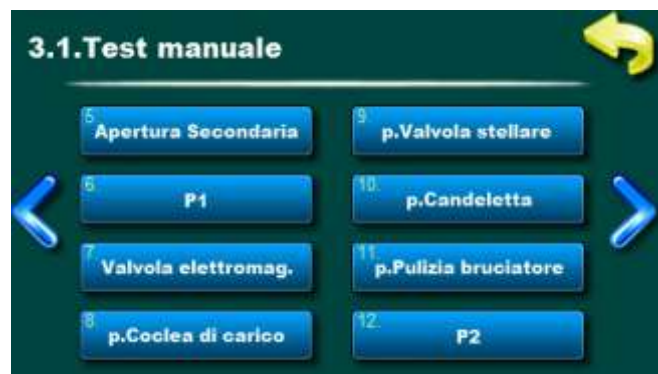 3.1.Test manuale
5.
Apertura Secondaria
6.
P1
7.
Valvola elettromag.
8.
p.Coclea di carico
9.
p.Valvola stellare
10.
p.Candeletta
11.
p.Pulizia bruciatore
12.
P2